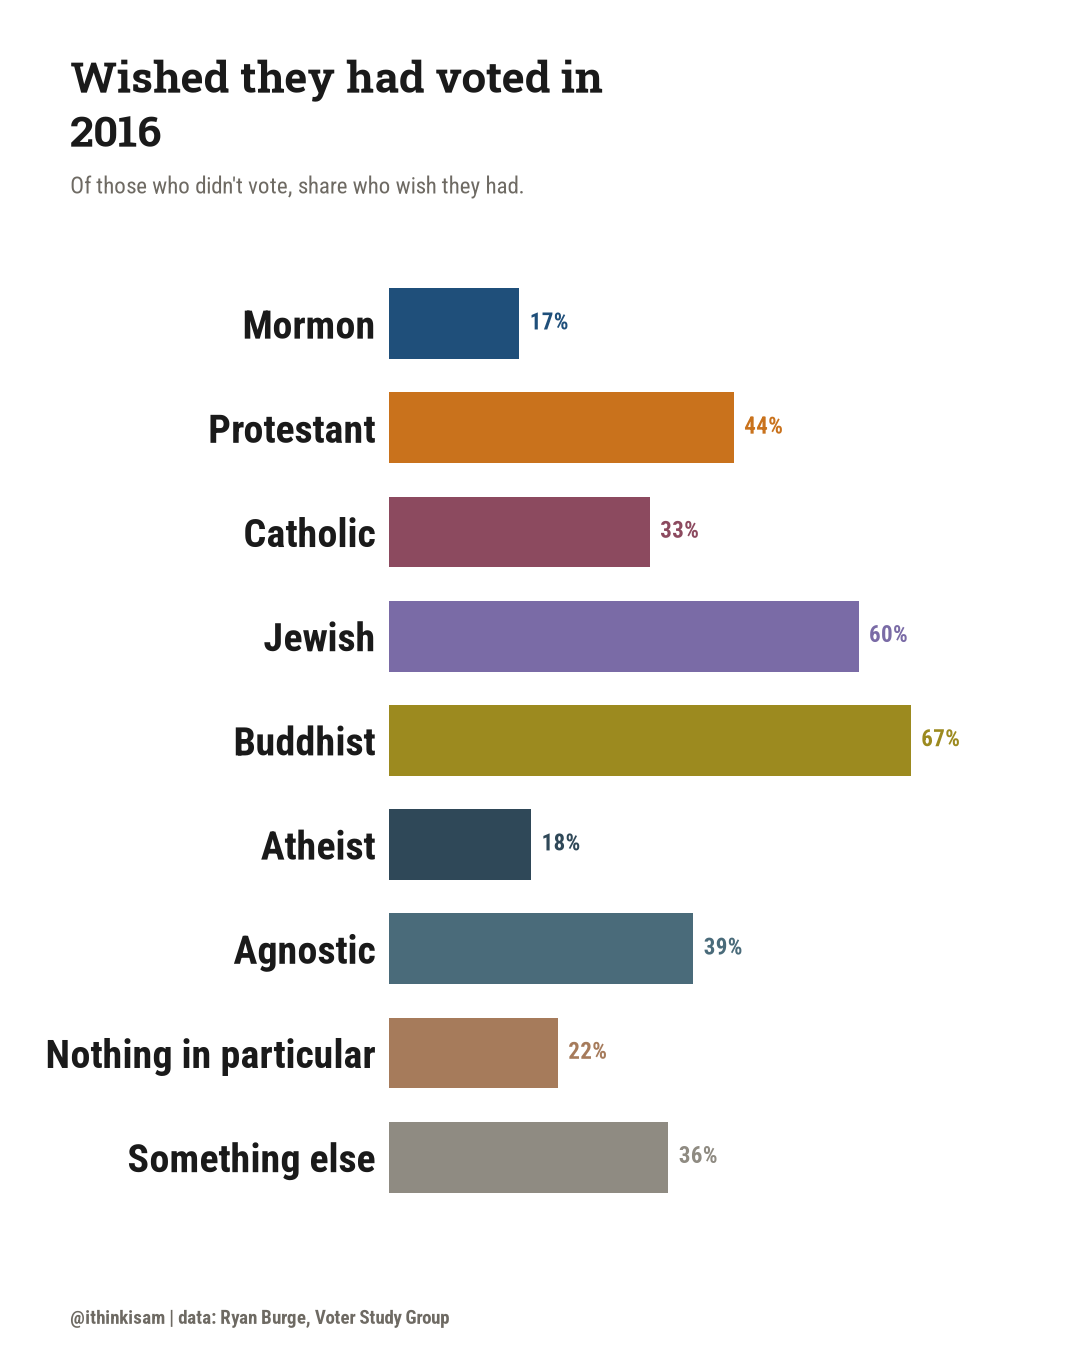 Wished they had voted in
2016
Of those who didn't vote, share who wish they had.
Mormon 17%
Protestant 44%
Catholic 33%
Jewish 60%
Buddhist 67%
Atheist 18%
Agnostic 39%
Nothing in particular 22%
Something else 36%
@ithinkisam | data: Ryan Burge, Voter Study Group